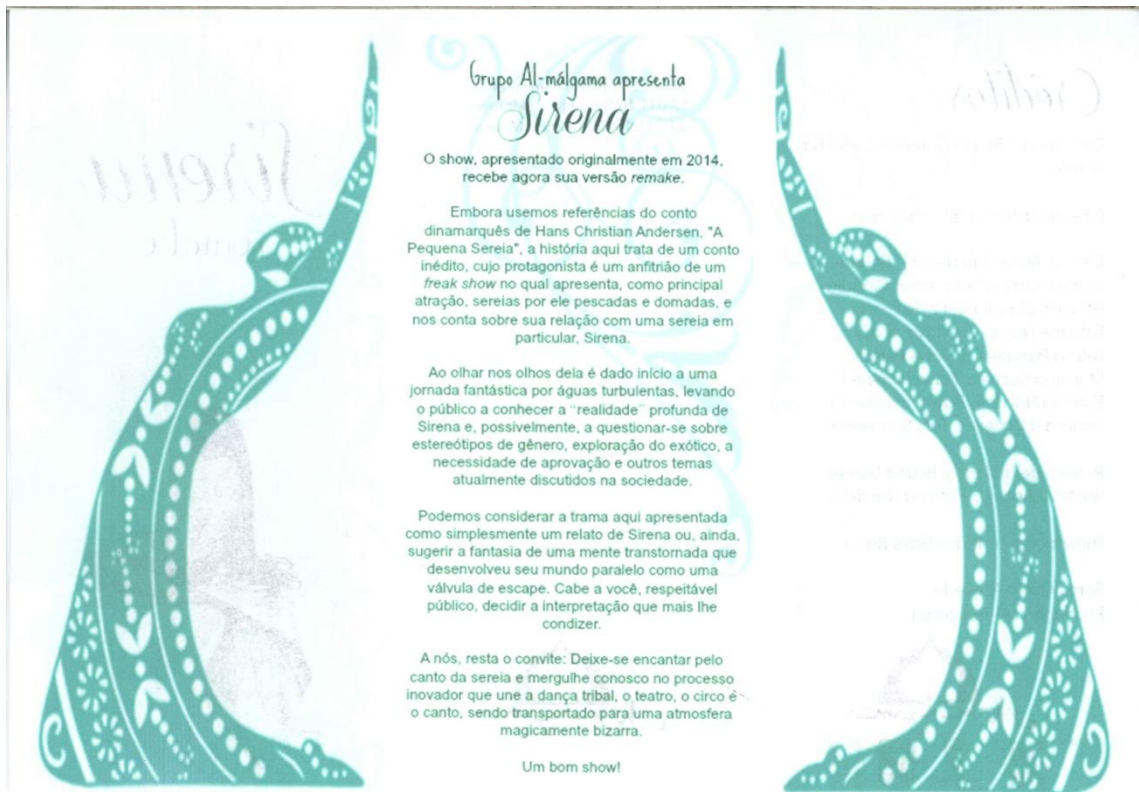 Grupo Al-málgama apresenta
Sirena
O show, apresentado originalmente em 2014,
recebe agora sua versão remake.
Embora usemos referências do conto
dinamarquês de Hans Christian Andersen, "A
Pequena Sereia", a história aqui trata de um conto
inédito, cujo protagonista é um anfitrião de um
freak show no qual apresenta, como principal
atração, sereias por ele pescadas e domadas, e
nos conta sobre sua relação com uma sereia em
particular, Sirena.
Ao olhar nos olhos dela é dado início a uma
jornada fantástica por águas turbulentas, levando
o público a conhecer a "realidade" profunda de
Sirena e, possivelmente, a questionar-se sobre
estereótipos de gênero, exploração do exótico, a
necessidade de aprovação e outros temas
atualmente discutidos na sociedade.
Podemos considerar a trama aqui apresentada
como simplesmente um relato de Sirena ou, ainda,
sugerir a fantasia de uma mente transtornada que
desenvolveu seu mundo paralelo como uma
válvula de escape. Cabe a você, respeitável
público, decidir a interpretação que mais lhe
condizer.
A nós, resta o convite: Deixe-se encantar pelo
canto da sereia e mergulhe conosco no processo
inovador que une a dança tribal, o teatro, o circo e
o canto, sendo transportado para uma atmosfera
magicamente bizarra.
Um bom show!
Sirena
remake
Créditos